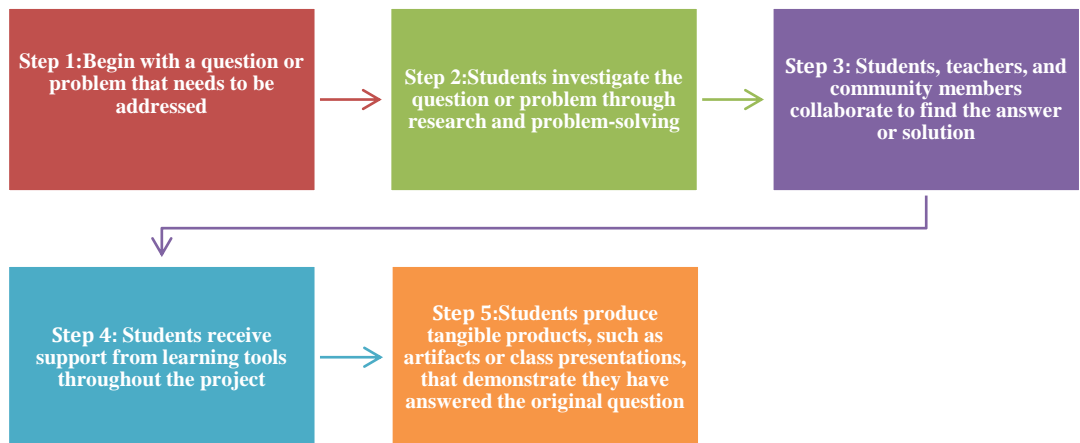 Step 1:Begin with a question or
problem that needs to be
addressed
Step 2:Students investigate the
question or problem through
research and problem-solving
Step 3: Students, teachers, and
community members
collaborate to find the answer
or solution
Step 4: Students receive
support from learning tools
throughout the project
Step 5:Students produce
tangible products, such as
artifacts or class presentations,
that demonstrate they have
answered the original question